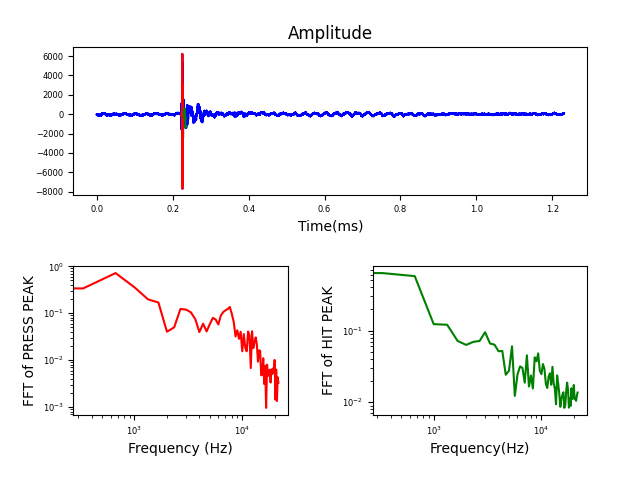 Amplitude
6000
4000
2000
0
−2000
−4000
−6000
−8000
0.0 0.2 0.4 0.6 0.8 1.0 1.2
Time(ms)
FFT of PRESS PEAK
10⁰
10⁻¹
10⁻²
10⁻³
10³ 10⁴
Frequency (Hz)
FFT of HIT PEAK
10⁻¹
10⁻²
10³ 10⁴
Frequency(Hz)